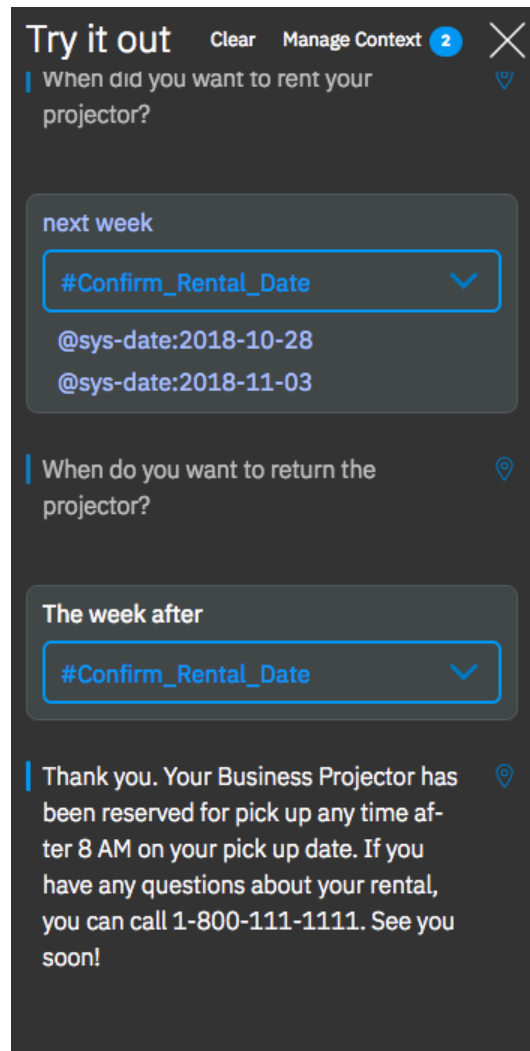 Try it out Clear Manage Context 2
When did you want to rent your
projector?
next week
#Confirm_Rental_Date
@sys-date:2018-10-28
@sys-date:2018-11-03
When do you want to return the
projector?
The week after
#Confirm_Rental_Date
Thank you. Your Business Projector has
been reserved for pick up any time af-
ter 8 AM on your pick up date. If you
have any questions about your rental,
you can call 1-800-111-1111. See you
soon!